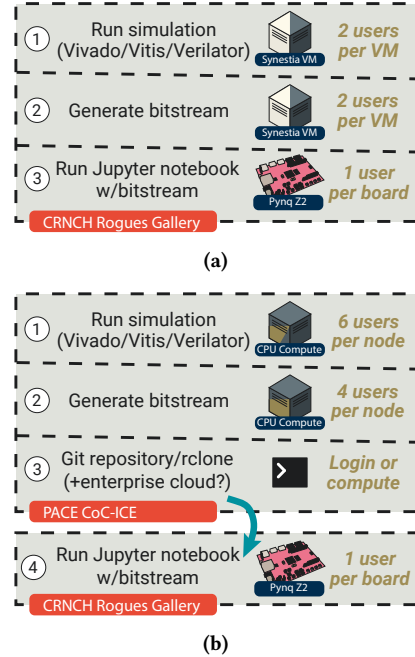 1
Run simulation
(Vivado/Vitis/Verilator)
Synestia VM
2 users
per VM
2
Generate bitstream
Synestia VM
2 users
per VM
3
Run Jupyter notebook
w/bitstream
Pynq Z2
1 user
per board
CRNCH Rogues Gallery
(a)
1
Run simulation
(Vivado/Vitis/Verilator)
CPU Compute
6 users
per node
2
Generate bitstream
CPU Compute
4 users
per node
3
Git repository/rclone
(+enterprise cloud?)
Login or
compute
PACE CoC-ICE
4
Run Jupyter notebook
w/bitstream
Pynq Z2
1 user
per board
CRNCH Rogues Gallery
(b)